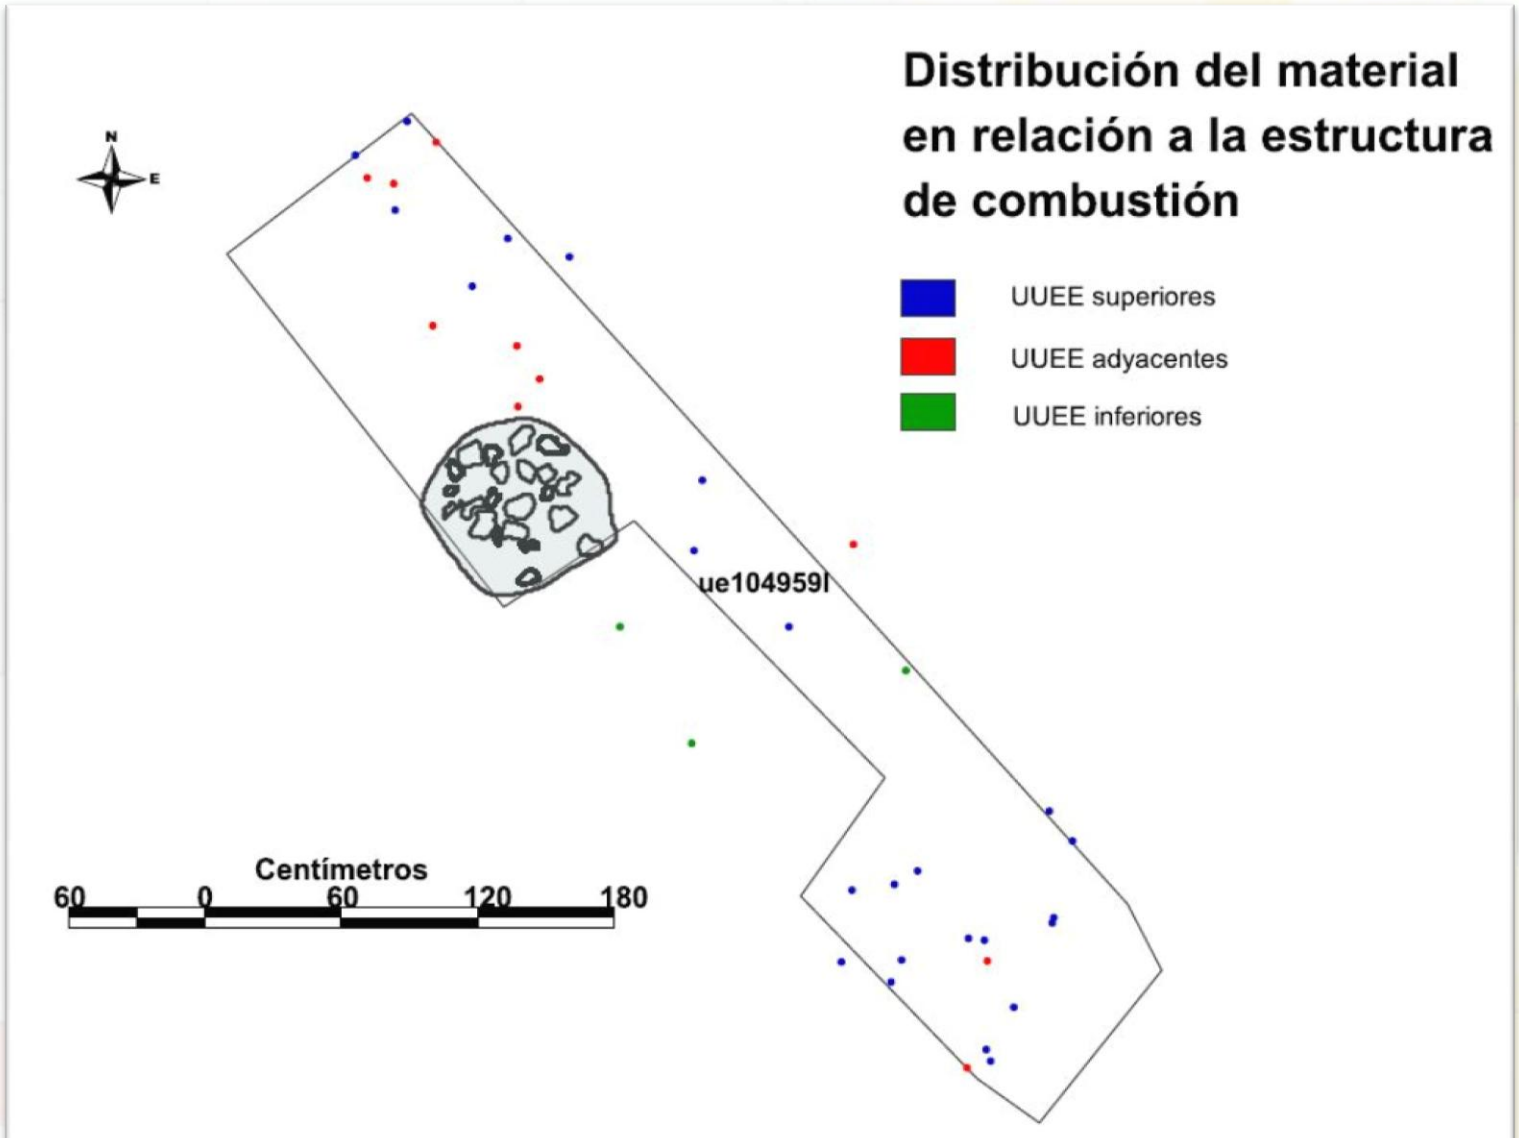 Distribución del material
en relación a la estructura
de combustión
N
E
UUEE superiores
UUEE adyacentes
UUEE inferiores
ue104959I
Centímetros
60 0 60 120 180